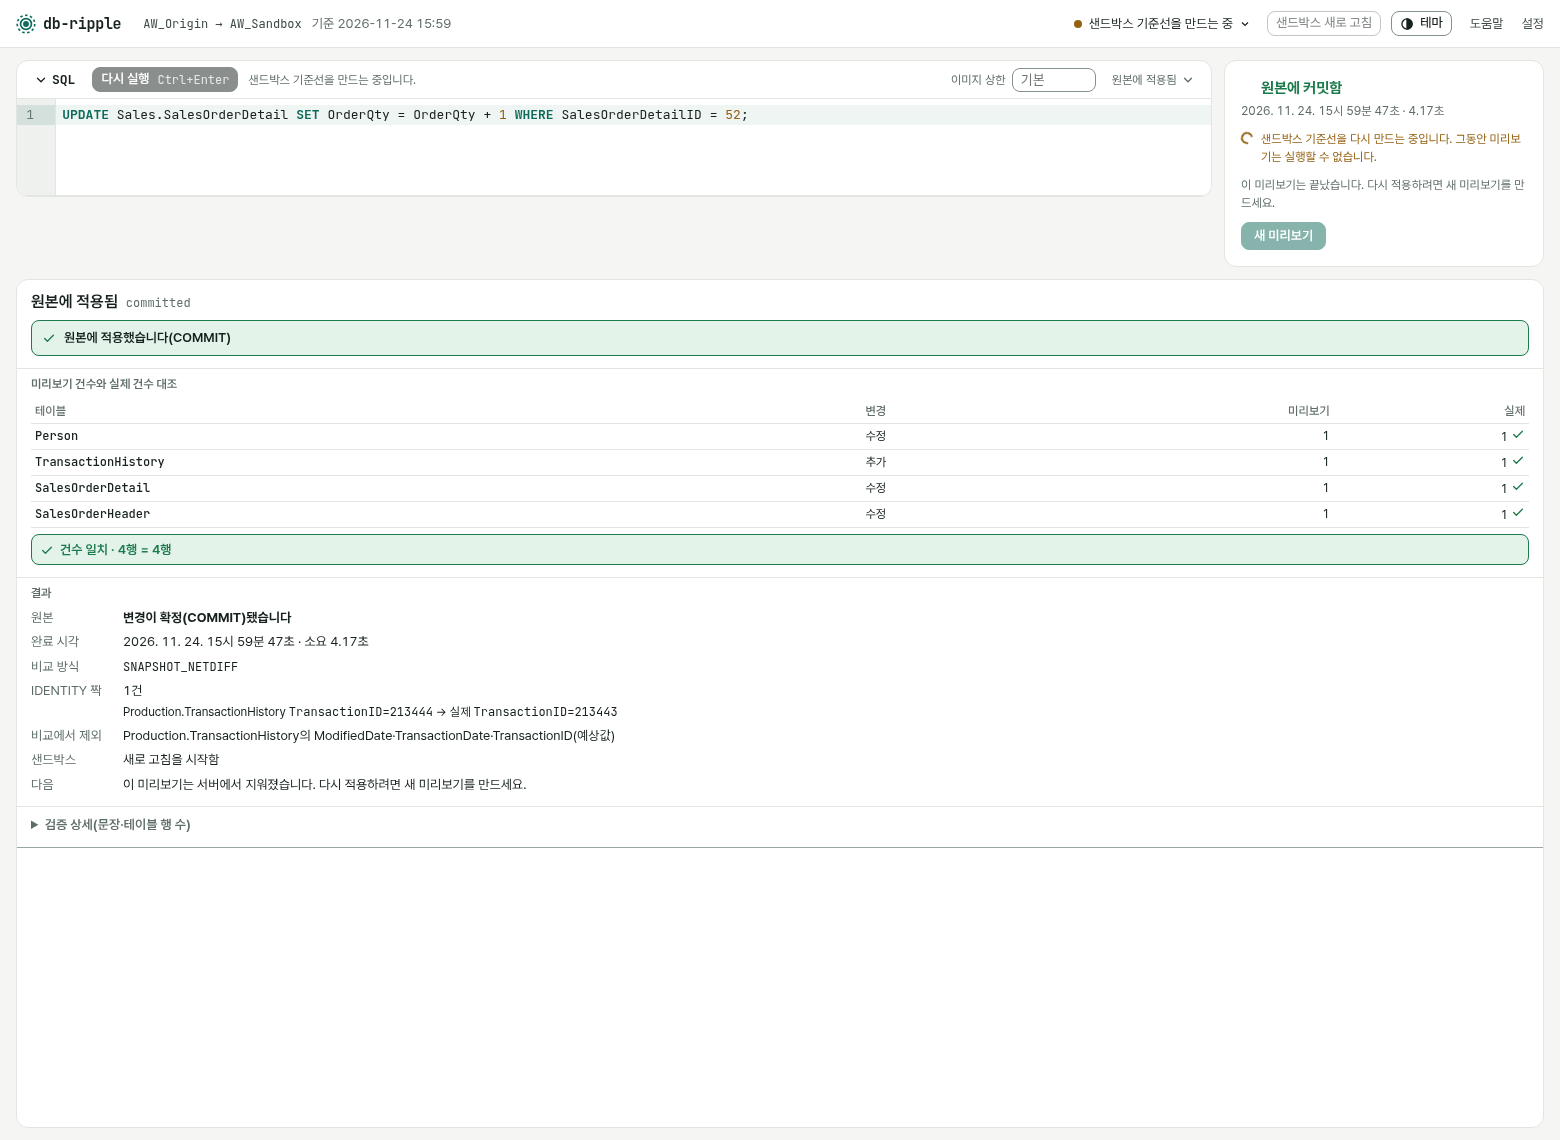 db-ripple AW_Origin → AW_Sandbox 기준 2026-11-24 15:59 샌드박스 기준선을 만드는 중 샌드박스 새로 고침 테마 도움말 설정
SQL 다시 실행 Ctrl+Enter 샌드박스 기준선을 만드는 중입니다. 이미지 상한 기본 원본에 적용됨
1 UPDATE Sales.SalesOrderDetail SET OrderQty = OrderQty + 1 WHERE SalesOrderDetailID = 52;
원본에 커밋함
2026. 11. 24. 15시 59분 47초 · 4.17초
샌드박스 기준선을 다시 만드는 중입니다. 그동안 미리보
기는 실행할 수 없습니다.
이 미리보기는 끝났습니다. 다시 적용하려면 새 미리보기를 만
드세요.
새 미리보기
원본에 적용됨 committed
원본에 적용했습니다(COMMIT)
미리보기 건수와 실제 건수 대조
테이블 변경 미리보기 실제
Person 수정 1 1
TransactionHistory 추가 1 1
SalesOrderDetail 수정 1 1
SalesOrderHeader 수정 1 1
건수 일치 · 4행 = 4행
결과
원본 변경이 확정(COMMIT)됐습니다
완료 시각 2026. 11. 24. 15시 59분 47초 · 소요 4.17초
비교 방식 SNAPSHOT_NETDIFF
IDENTITY 짝 1건
Production.TransactionHistory TransactionID=213444 → 실제 TransactionID=213443
비교에서 제외 Production.TransactionHistory의 ModifiedDate·TransactionDate·TransactionID(예상값)
샌드박스 새로 고침을 시작함
다음 이 미리보기는 서버에서 지워졌습니다. 다시 적용하려면 새 미리보기를 만드세요.
검증 상세(문장·테이블 행 수)